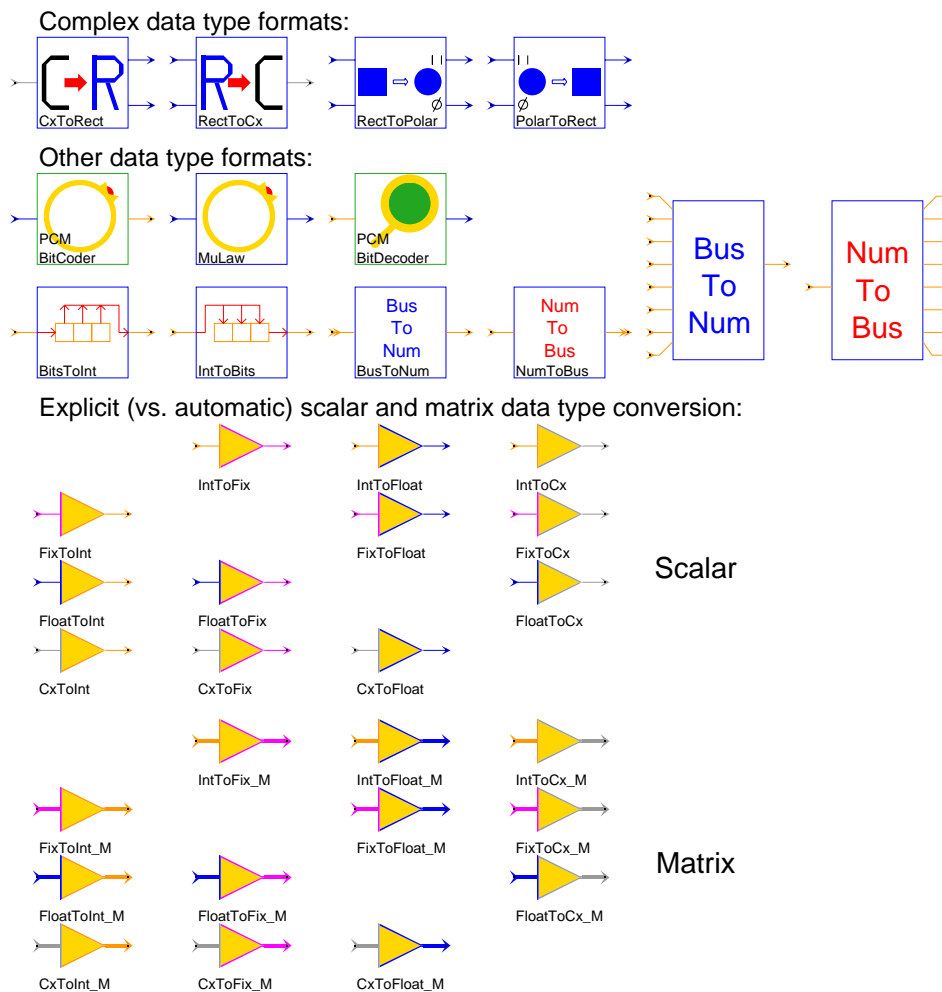 Complex data type formats:
CxToRect
RectToCx
RectToPolar
PolarToRect
Other data type formats:
PCM
BitCoder
MuLaw
PCM
BitDecoder
BitsToInt
IntToBits
Bus
To
Num
BusToNum
Num
To
Bus
NumToBus
Bus
To
Num
Num
To
Bus
Explicit (vs. automatic) scalar and matrix data type conversion:
IntToFix
IntToFloat
IntToCx
FixToInt
FixToFloat
FixToCx
Scalar
FloatToInt
FloatToFix
FloatToCx
CxToInt
CxToFix
CxToFloat
IntToFix_M
IntToFloat_M
IntToCx_M
FixToInt_M
FixToFloat_M
FixToCx_M
Matrix
FloatToInt_M
FloatToFix_M
FloatToCx_M
CxToInt_M
CxToFix_M
CxToFloat_M